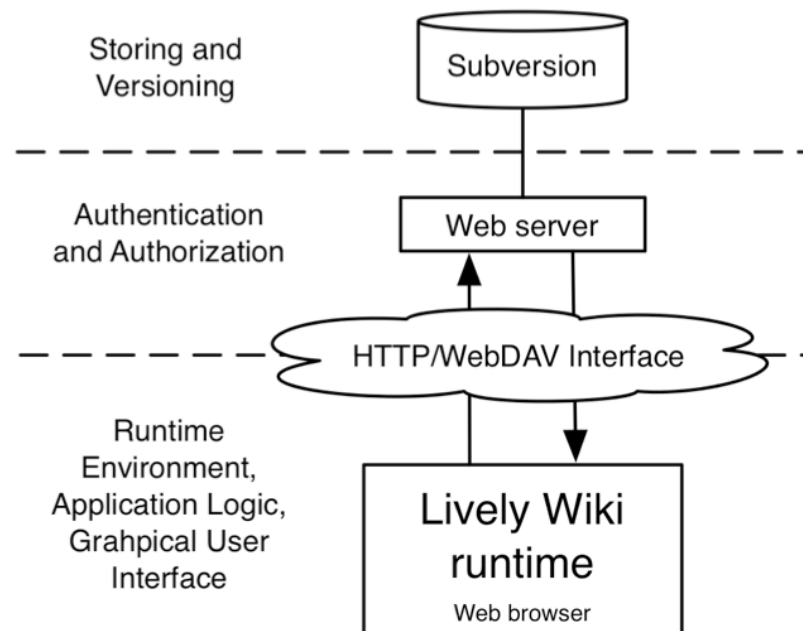 Storing and
Versioning
Subversion
Authentication
and Authorization
Web server
HTTP/WebDAV Interface
Runtime
Environment,
Application Logic,
Grahpical User
Interface
Lively Wiki
runtime
Web browser